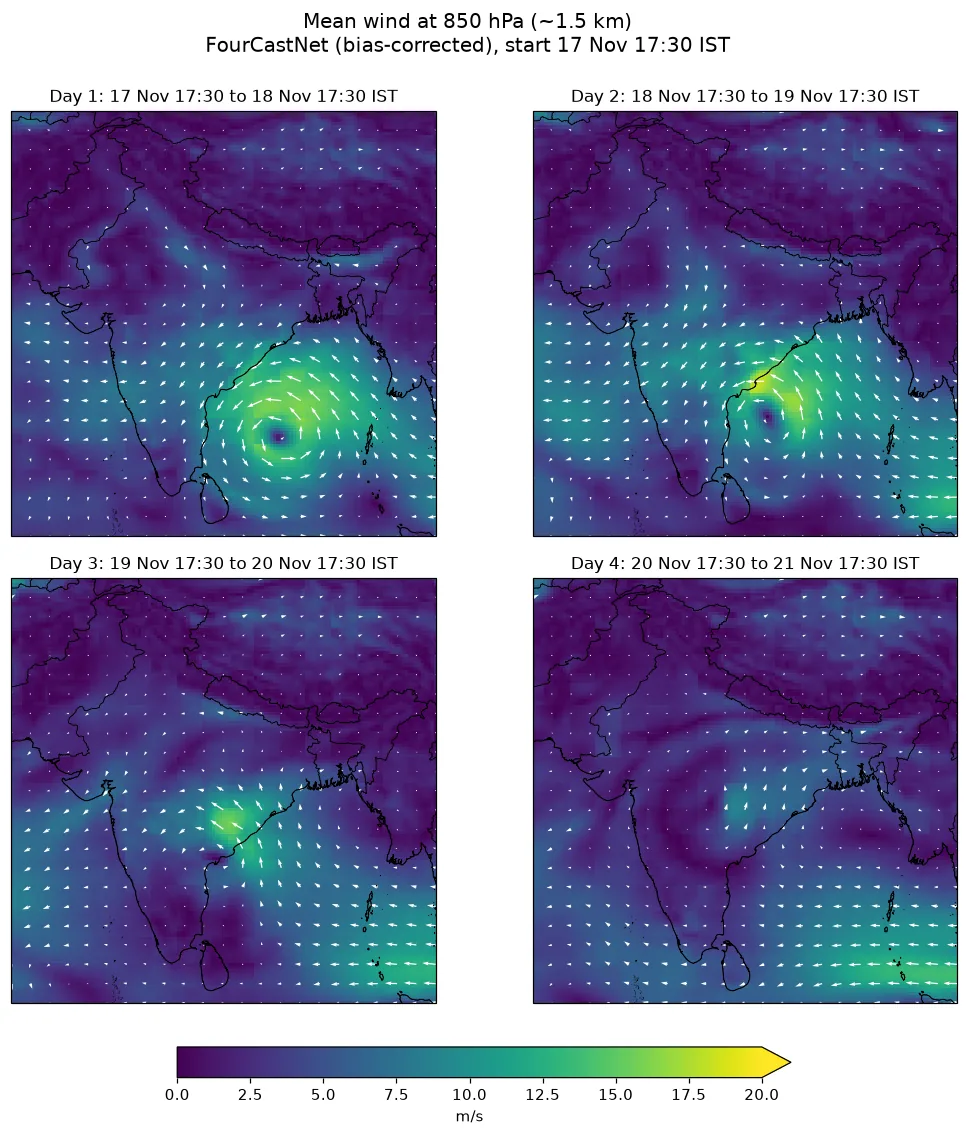 Mean wind at 850 hPa (~1.5 km)
FourCastNet (bias-corrected), start 17 Nov 17:30 IST
Day 1: 17 Nov 17:30 to 18 Nov 17:30 IST
Day 2: 18 Nov 17:30 to 19 Nov 17:30 IST
Day 3: 19 Nov 17:30 to 20 Nov 17:30 IST
Day 4: 20 Nov 17:30 to 21 Nov 17:30 IST
0.0 2.5 5.0 7.5 10.0 12.5 15.0 17.5 20.0
m/s